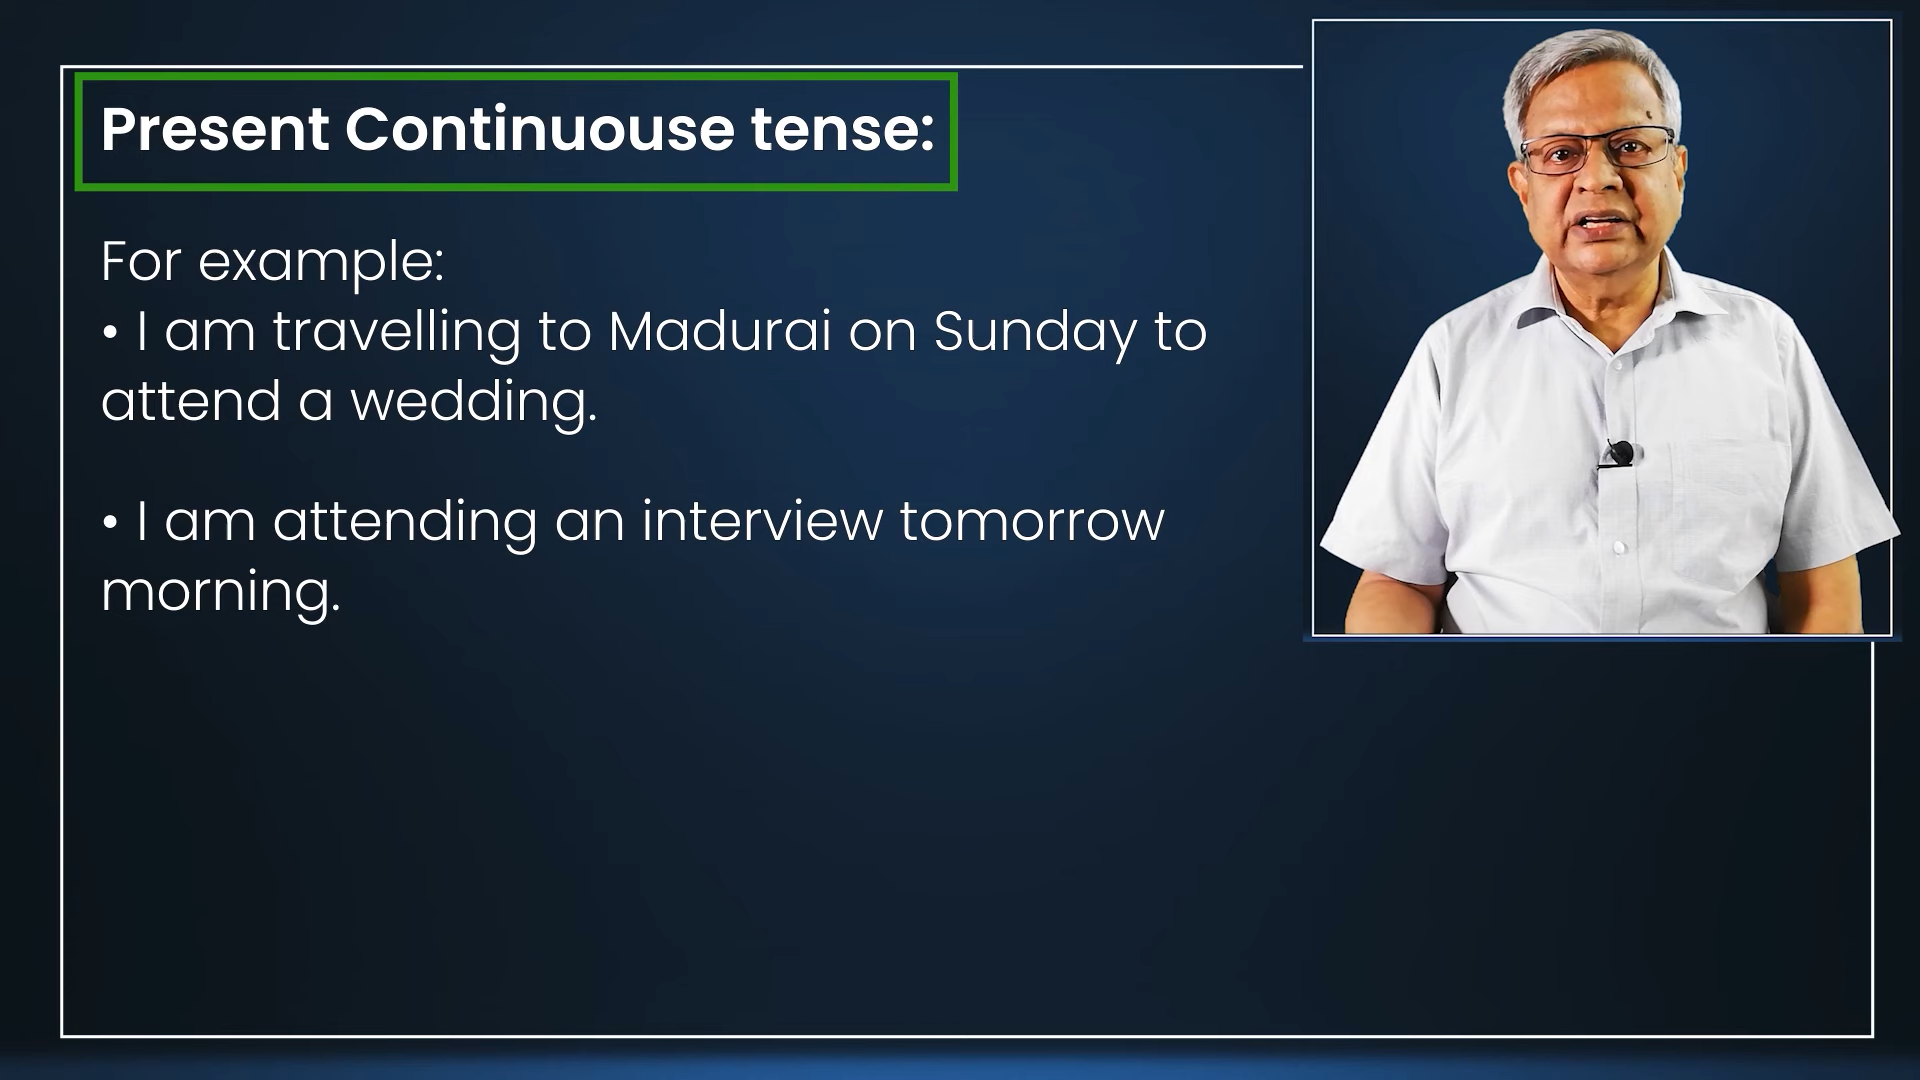 Present Continuouse tense:
For example:
• I am travelling to Madurai on Sunday to
attend a wedding.
• I am attending an interview tomorrow
morning.